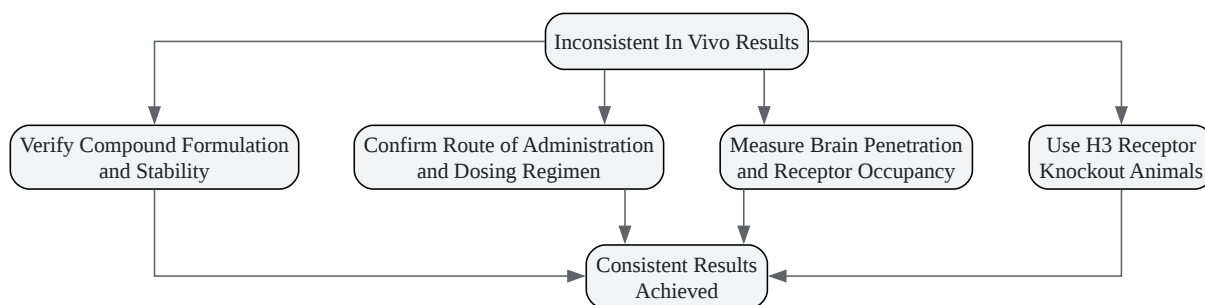 Inconsistent In Vivo Results
Verify Compound Formulation
and Stability
Confirm Route of Administration
and Dosing Regimen
Measure Brain Penetration
and Receptor Occupancy
Use H3 Receptor
Knockout Animals
Consistent Results
Achieved